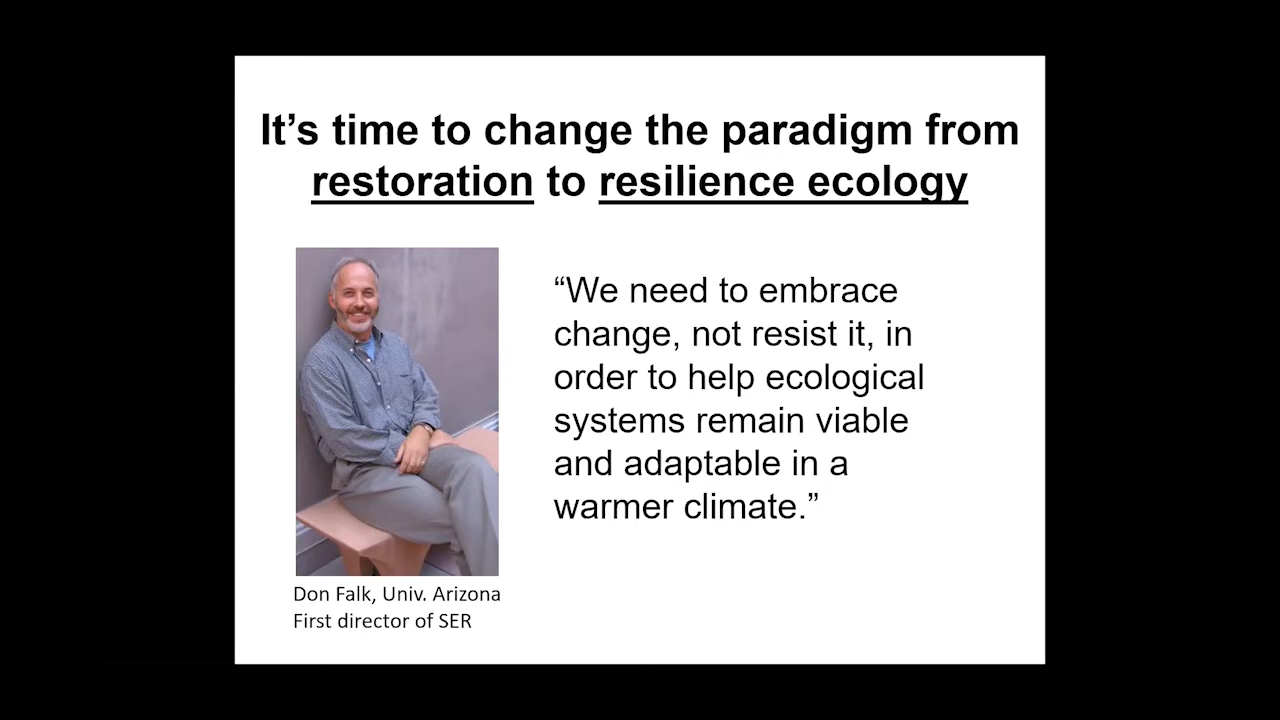 It’s time to change the paradigm from
restoration to resilience ecology
“We need to embrace
change, not resist it, in
order to help ecological
systems remain viable
and adaptable in a
warmer climate.”
Don Falk, Univ. Arizona
First director of SER